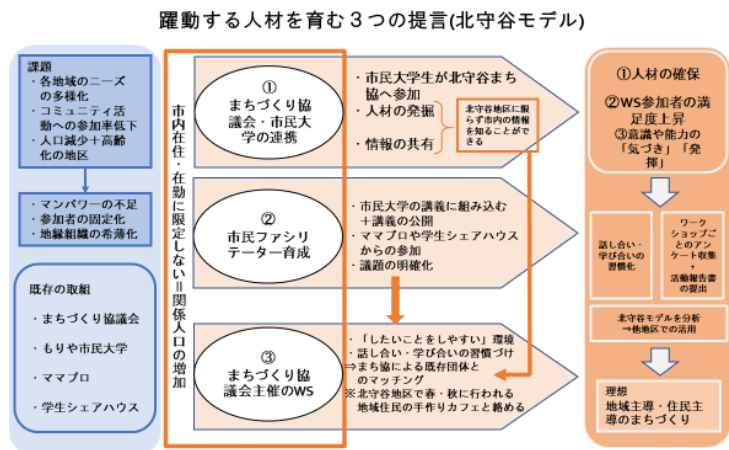 躍動する人材を育む３つの提言(北守谷モデル)
課題
・各地域のニーズ
の多様化
・コミュニティ活
動への参加率低下
・人口減少＋高齢
化の地区
・マンパワーの不足
・参加者の固定化
・地縁組織の希薄化
既存の取組
・まちづくり協議会
・もりや市民大学
・ママプロ
・学生シェアハウス
市内在住・在勤に限定しない＝関係人口の増加
①
まちづくり協
議会・市民大
学の連携
・市民大学生が北守谷まち
協へ参加
・人材の発掘
・情報の共有
北守谷地区に限
らず市内の情報
を知ることがで
きる
②
市民ファシリ
テーター育成
・市民大学の講義に組み込む
＋講義の公開
・ママプロや学生シェアハウス
からの参加
・議題の明確化
③
まちづくり協
議会主催のWS
・「したいことをしやすい」環境
・話し合い・学び合いの習慣づけ
⇒まち協による既存団体と
のマッチング
※北守谷地区で春・秋に行われる
地域住民の手作りカフェと絡める
①人材の確保
②WS参加者の満
足度上昇
③意識や能力の
「気づき」「発
揮」
話し合い・
学び合いの
習慣化
ワーク
ショップご
とのアン
ケート収集
＋
活動報告書
の提出
北守谷モデルを分析
⇒他地区での活用
理想
地域主導・住民主
導のまちづくり